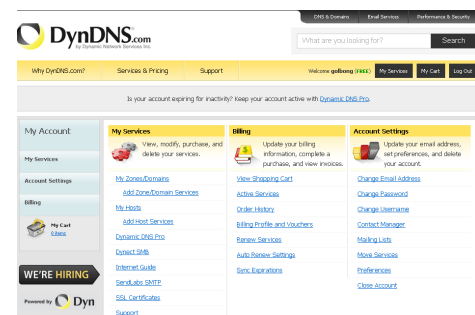 DNS & Domains Email Services Performance & Security
DynDNS.com
by Dynamic Network Services Inc.
What are you looking for? Search
Why DynDNS.com? Services & Pricing Support
Welcome gollbong (FREE) My Services My Cart Log Out
Is your account expiring for inactivity? Keep your account active with Dynamic DNS Pro.
My Account
My Services
Account Settings
Billing
My Cart
0 items
WE'RE HIRING
Powered by Dyn
My Services
View, modify, purchase, and
delete your services.
My Zones/Domains
Add Zone/Domain Services
My Hosts
Add Host Services
Dynamic DNS Pro
Dynect SMB
Internet Guide
SendLabs SMTP
SSL Certificates
Support
Billing
Update your billing
information, complete a
purchase, and view invoices.
View Shopping Cart
Active Services
Order History
Billing Profile and Vouchers
Renew Services
Auto Renew Settings
Sync Expirations
Account Settings
Update your email address,
set preferences, and delete
your account.
Change Email Address
Change Password
Change Username
Contact Manager
Mailing Lists
Move Services
Preferences
Close Account